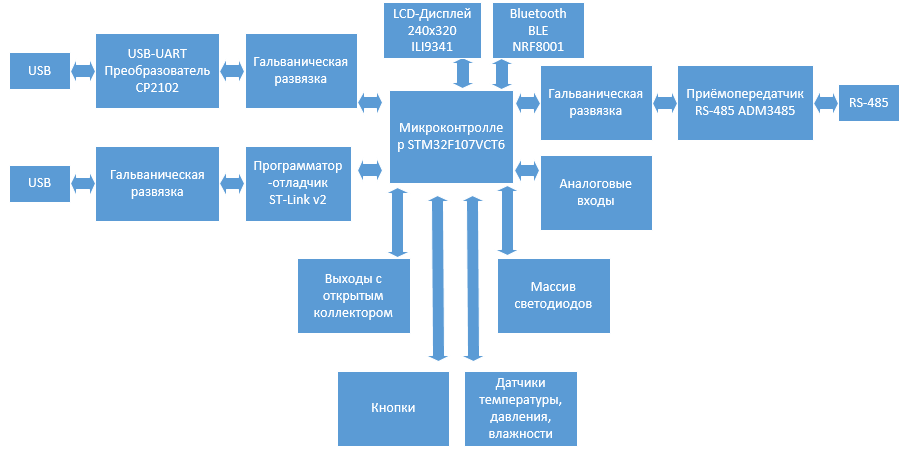 LCD-Дисплей
240x320
ILI9341
Bluetooth
BLE
NRF8001
USB
USB-UART
Преобразователь
CP2102
Гальваническая
развязка
Микроконтролле
р STM32F107VCT6
Гальваническая
развязка
Приёмопередатчик
RS-485 ADM3485
RS-485
USB
Гальваническая
развязка
Программатор
-отладчик
ST-Link v2
Аналоговые
входы
Выходы с
открытым
коллектором
Массив
светодиодов
Кнопки
Датчики
температуры,
давления,
влажности